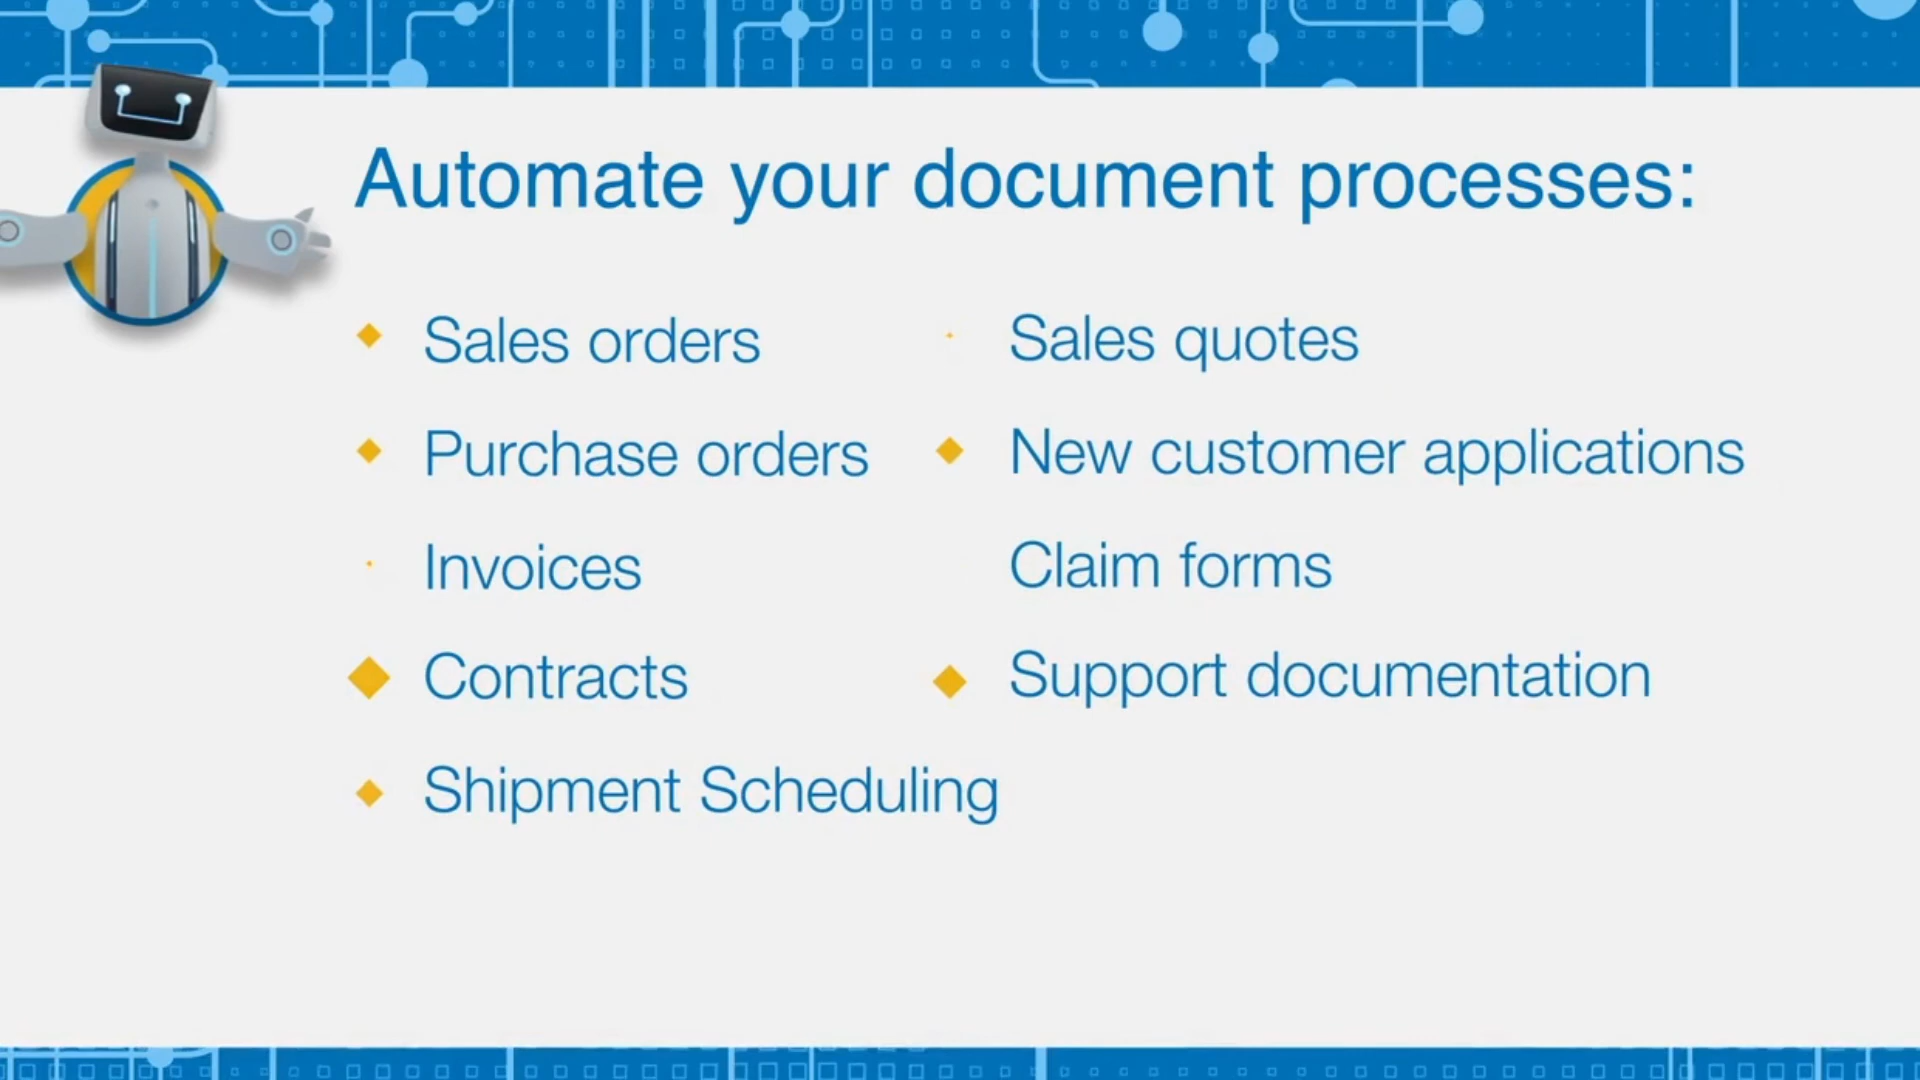 Automate your document processes:
Sales orders
Purchase orders
Invoices
Contracts
Shipment Scheduling
Sales quotes
New customer applications
Claim forms
Support documentation